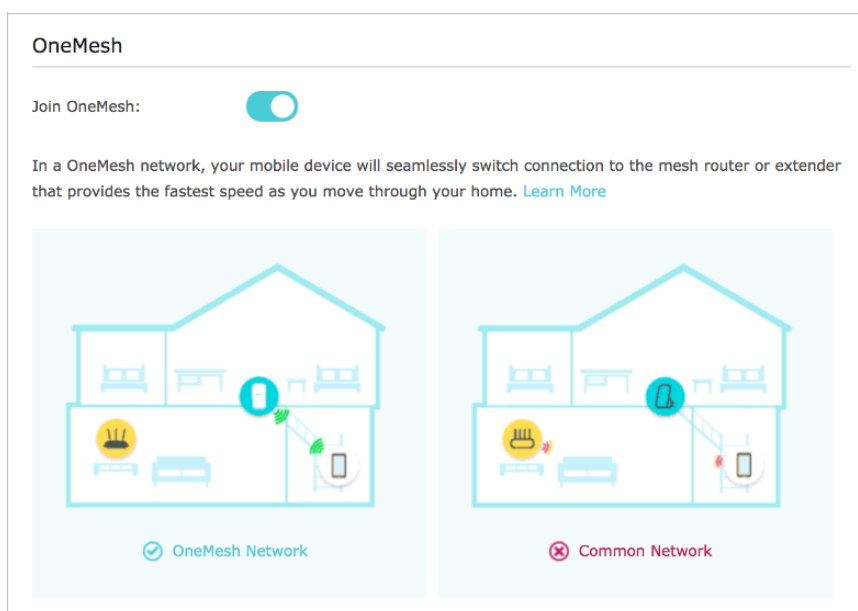 OneMesh
Join OneMesh:
In a OneMesh network, your mobile device will seamlessly switch connection to the mesh router or extender
that provides the fastest speed as you move through your home. Learn More
OneMesh Network
Common Network